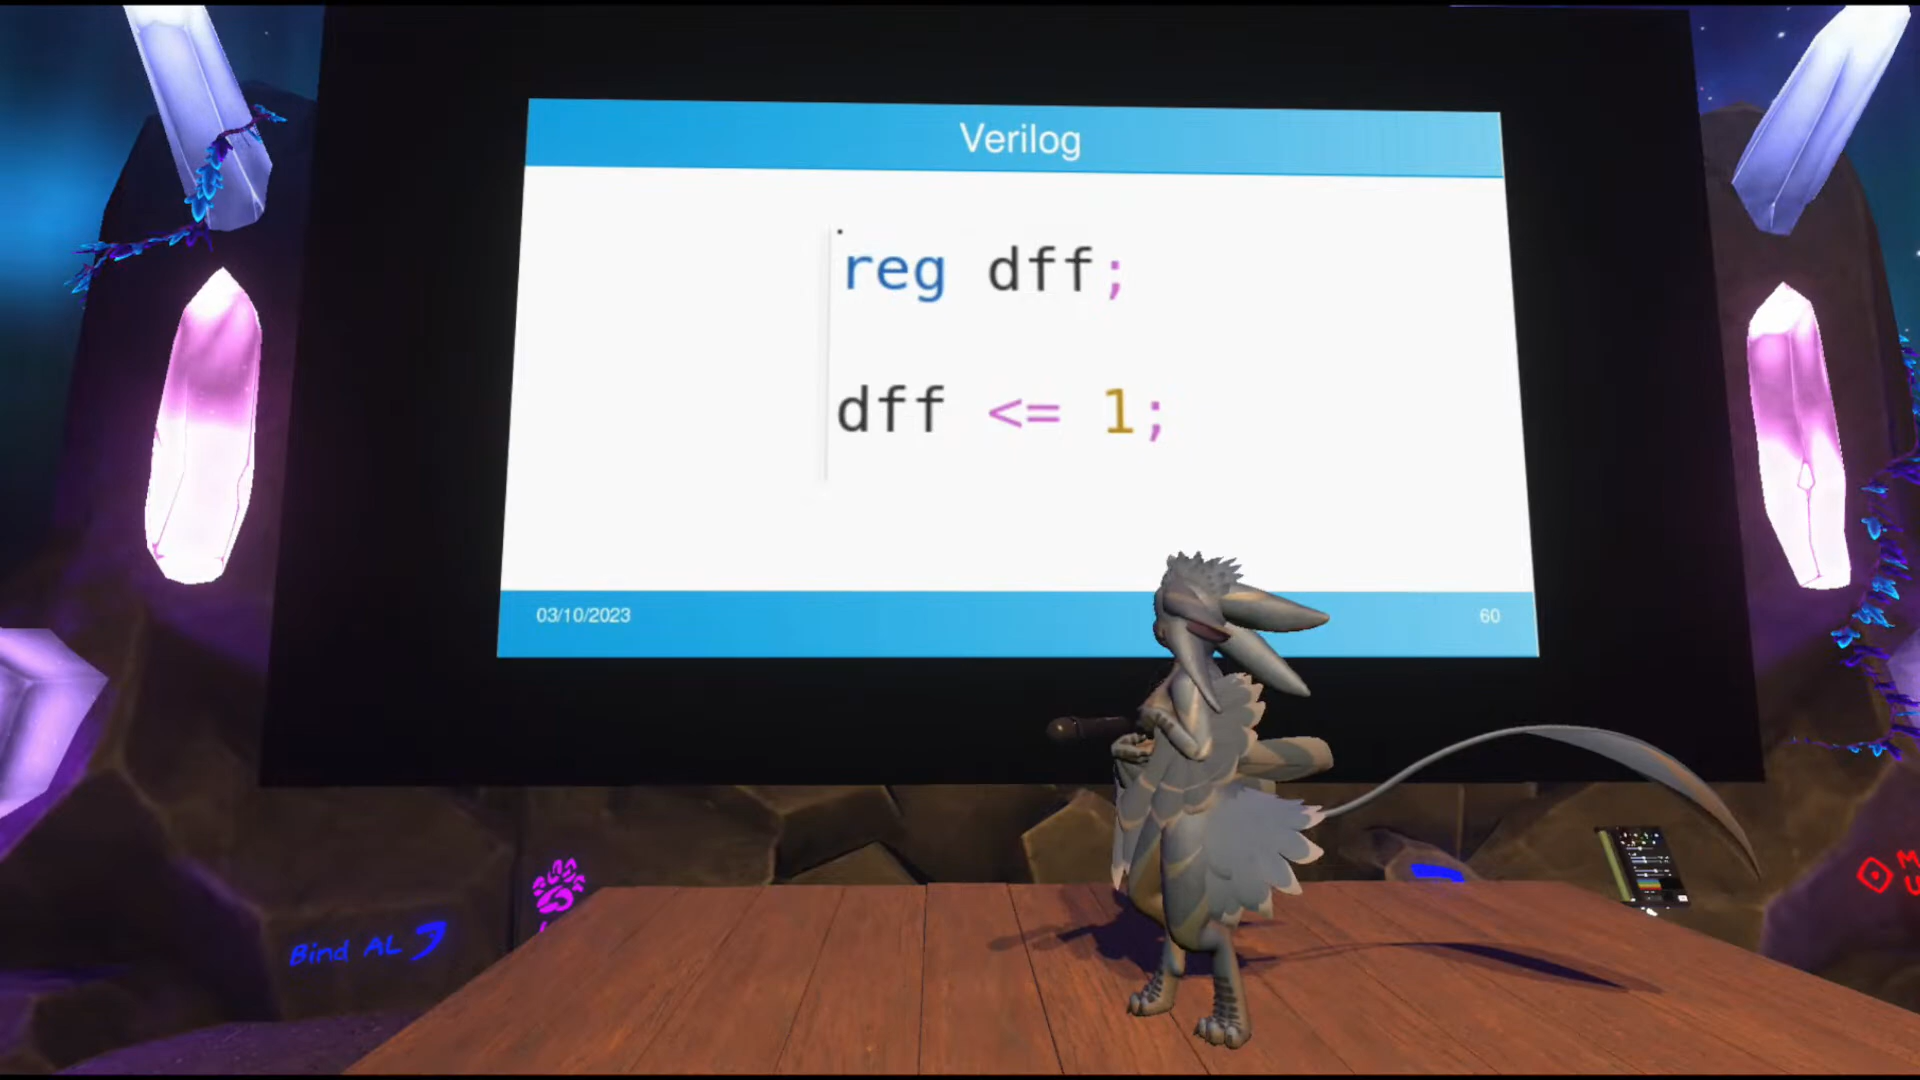 Verilog
reg dff;
dff <= 1;
03/10/2023
60
Bind AL
M
U